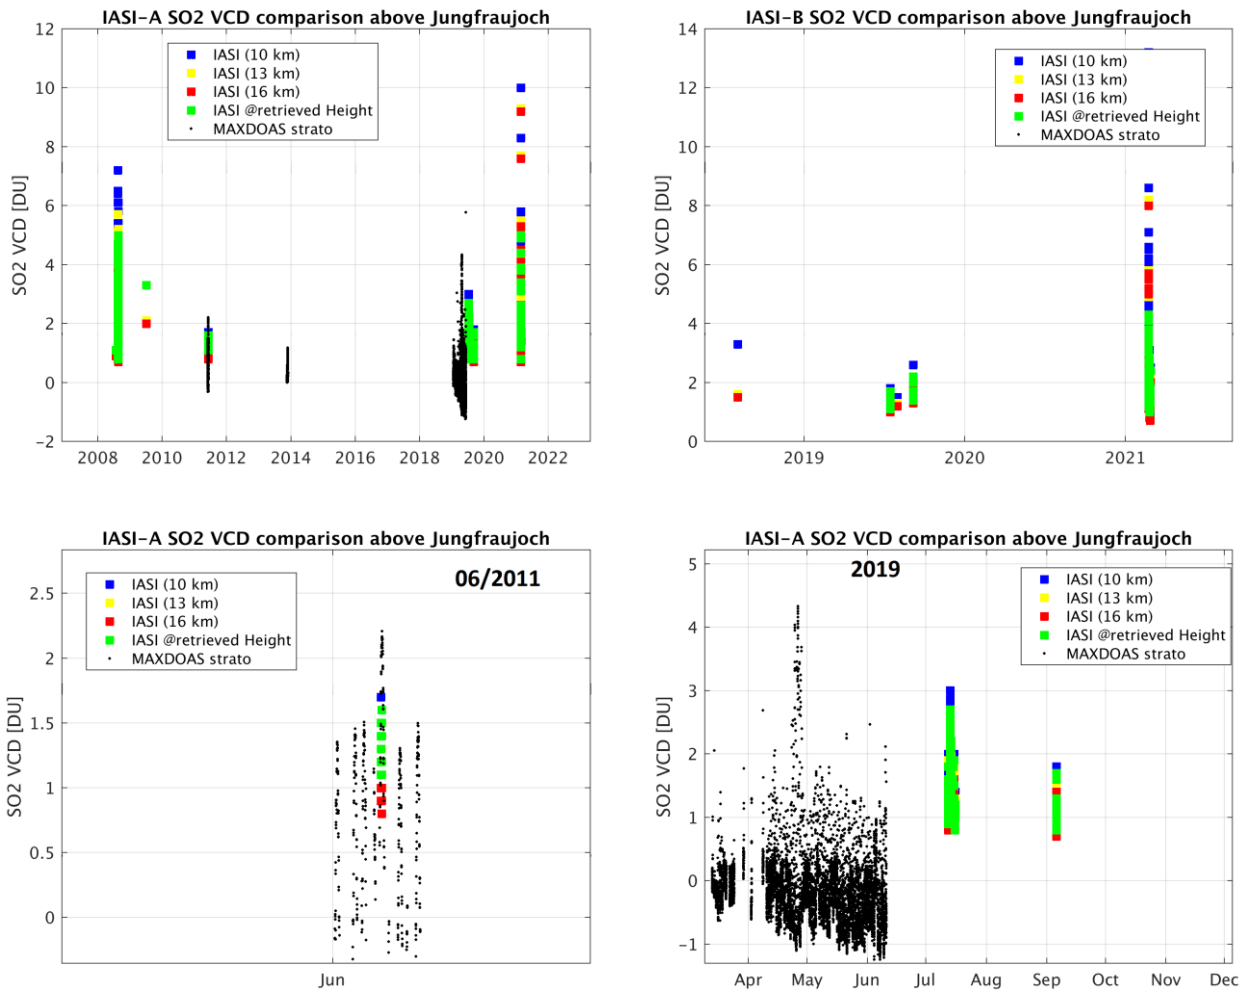 IASI-A SO2 VCD comparison above Jungfraujoch
12
10
8
6
4
2
0
-2
SO2 VCD [DU]
IASI (10 km)
IASI (13 km)
IASI (16 km)
IASI @retrieved Height
MAXDOAS strato
2008 2010 2012 2014 2016 2018 2020 2022
IASI-B SO2 VCD comparison above Jungfraujoch
14
12
10
8
6
4
2
0
SO2 VCD [DU]
IASI (10 km)
IASI (13 km)
IASI (16 km)
IASI @retrieved Height
MAXDOAS strato
2019 2020 2021
IASI-A SO2 VCD comparison above Jungfraujoch
06/2011
2.5
2
1.5
1
0.5
0
SO2 VCD [DU]
IASI (10 km)
IASI (13 km)
IASI (16 km)
IASI @retrieved Height
MAXDOAS strato
Jun
IASI-A SO2 VCD comparison above Jungfraujoch
2019
5
4
3
2
1
0
-1
SO2 VCD [DU]
IASI (10 km)
IASI (13 km)
IASI (16 km)
IASI @retrieved Height
MAXDOAS strato
Apr May Jun Jul Aug Sep Oct Nov Dec